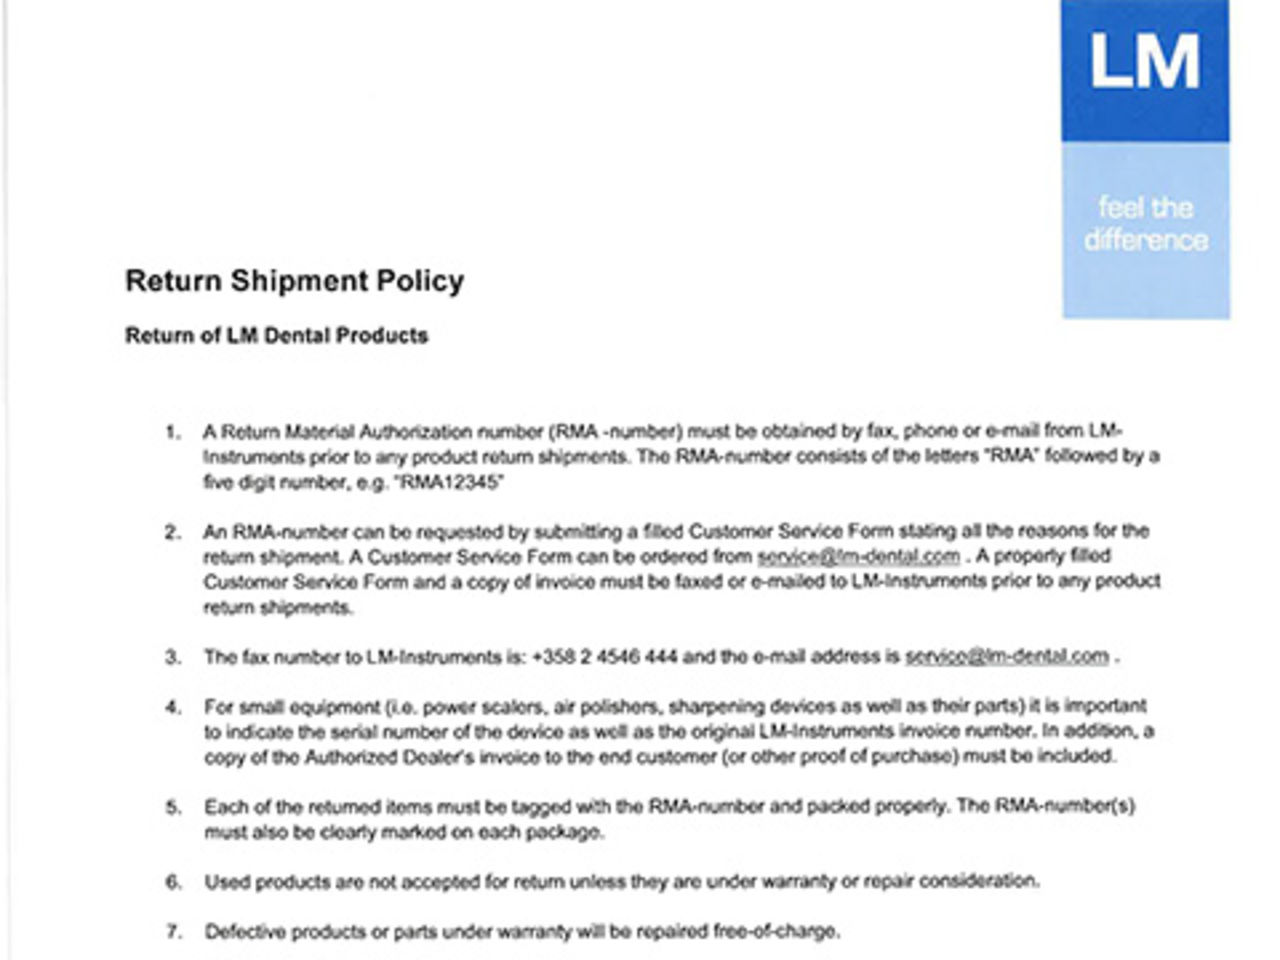 LM
feel the
difference
Return Shipment Policy
Return of LM Dental Products
1. A Return Material Authorization number (RMA -number) must be obtained by fax, phone or e-mail from LM-
Instruments prior to any product return shipments. The RMA-number consists of the letters "RMA" followed by a
five digit number, e.g. "RMA12345"
2. An RMA-number can be requested by submitting a filled Customer Service Form stating all the reasons for the
return shipment. A Customer Service Form can be ordered from service@lm-dental.com . A properly filled
Customer Service Form and a copy of invoice must be faxed or e-mailed to LM-Instruments prior to any product
return shipments.
3. The fax number to LM-Instruments is: +358 2 4546 444 and the e-mail address is service@lm-dental.com .
4. For small equipment (i.e. power scalers, air polishers, sharpening devices as well as their parts) it is important
to indicate the serial number of the device as well as the original LM-Instruments invoice number. In addition, a
copy of the Authorized Dealer's invoice to the end customer (or other proof of purchase) must be included.
5. Each of the returned items must be tagged with the RMA-number and packed properly. The RMA-number(s)
must also be clearly marked on each package.
6. Used products are not accepted for return unless they are under warranty or repair consideration.
7. Defective products or parts under warranty will be repaired free-of-charge.